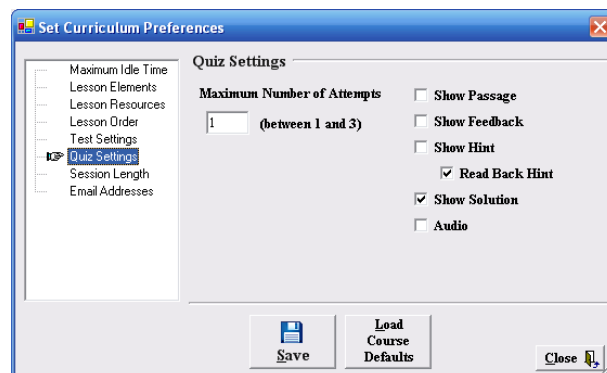 Set Curriculum Preferences
Maximum Idle Time
Lesson Elements
Lesson Resources
Lesson Order
Test Settings
Quiz Settings
Session Length
Email Addresses
Quiz Settings
Maximum Number of Attempts
1 (between 1 and 3)
Show Passage
Show Feedback
Show Hint
Read Back Hint
Show Solution
Audio
Save
Load
Course
Defaults
Close